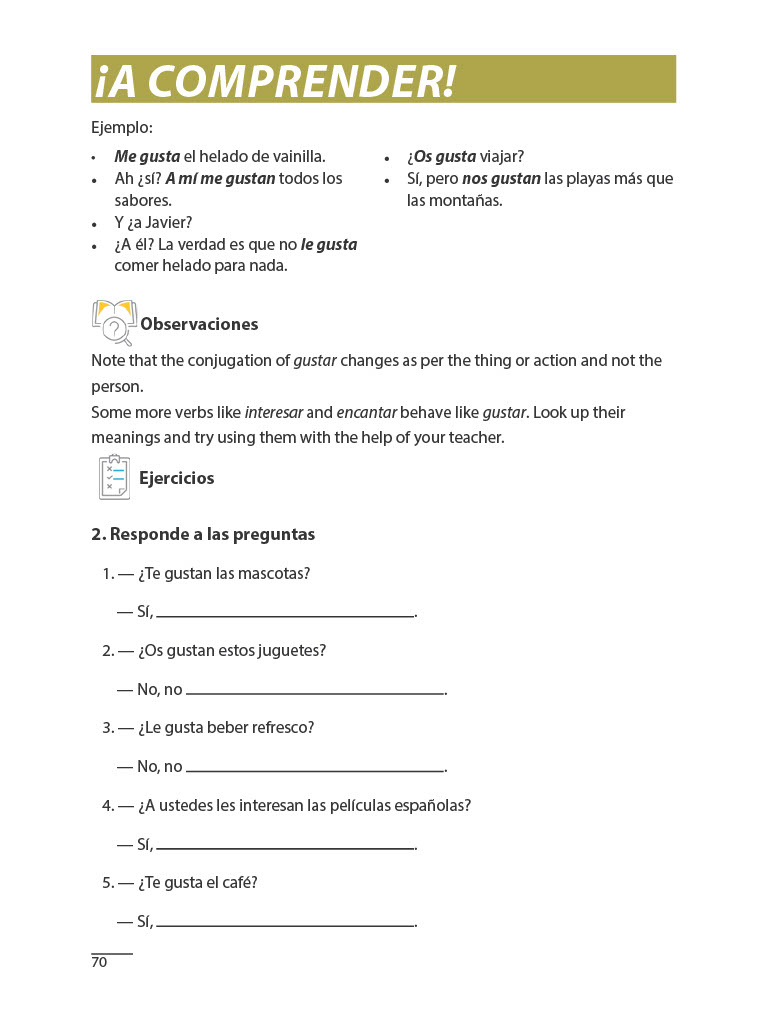 ¡A COMPRENDER!
Ejemplo:
• Me gusta el helado de vainilla.
• Ah ¿sí? A mí me gustan todos los
sabores.
• Y ¿a Javier?
• ¿A él? La verdad es que no le gusta
comer helado para nada.
• ¿Os gusta viajar?
• Sí, pero nos gustan las playas más que
las montañas.
Observaciones
Note that the conjugation of gustar changes as per the thing or action and not the
person.
Some more verbs like interesar and encantar behave like gustar. Look up their
meanings and try using them with the help of your teacher.
Ejercicios
2. Responde a las preguntas
1. — ¿Te gustan las mascotas?
— Sí, ______________________________.
2. — ¿Os gustan estos juguetes?
— No, no ______________________________.
3. — ¿Le gusta beber refresco?
— No, no ______________________________.
4. — ¿A ustedes les interesan las películas españolas?
— Sí, ______________________________.
5. — ¿Te gusta el café?
— Sí, ______________________________.
70